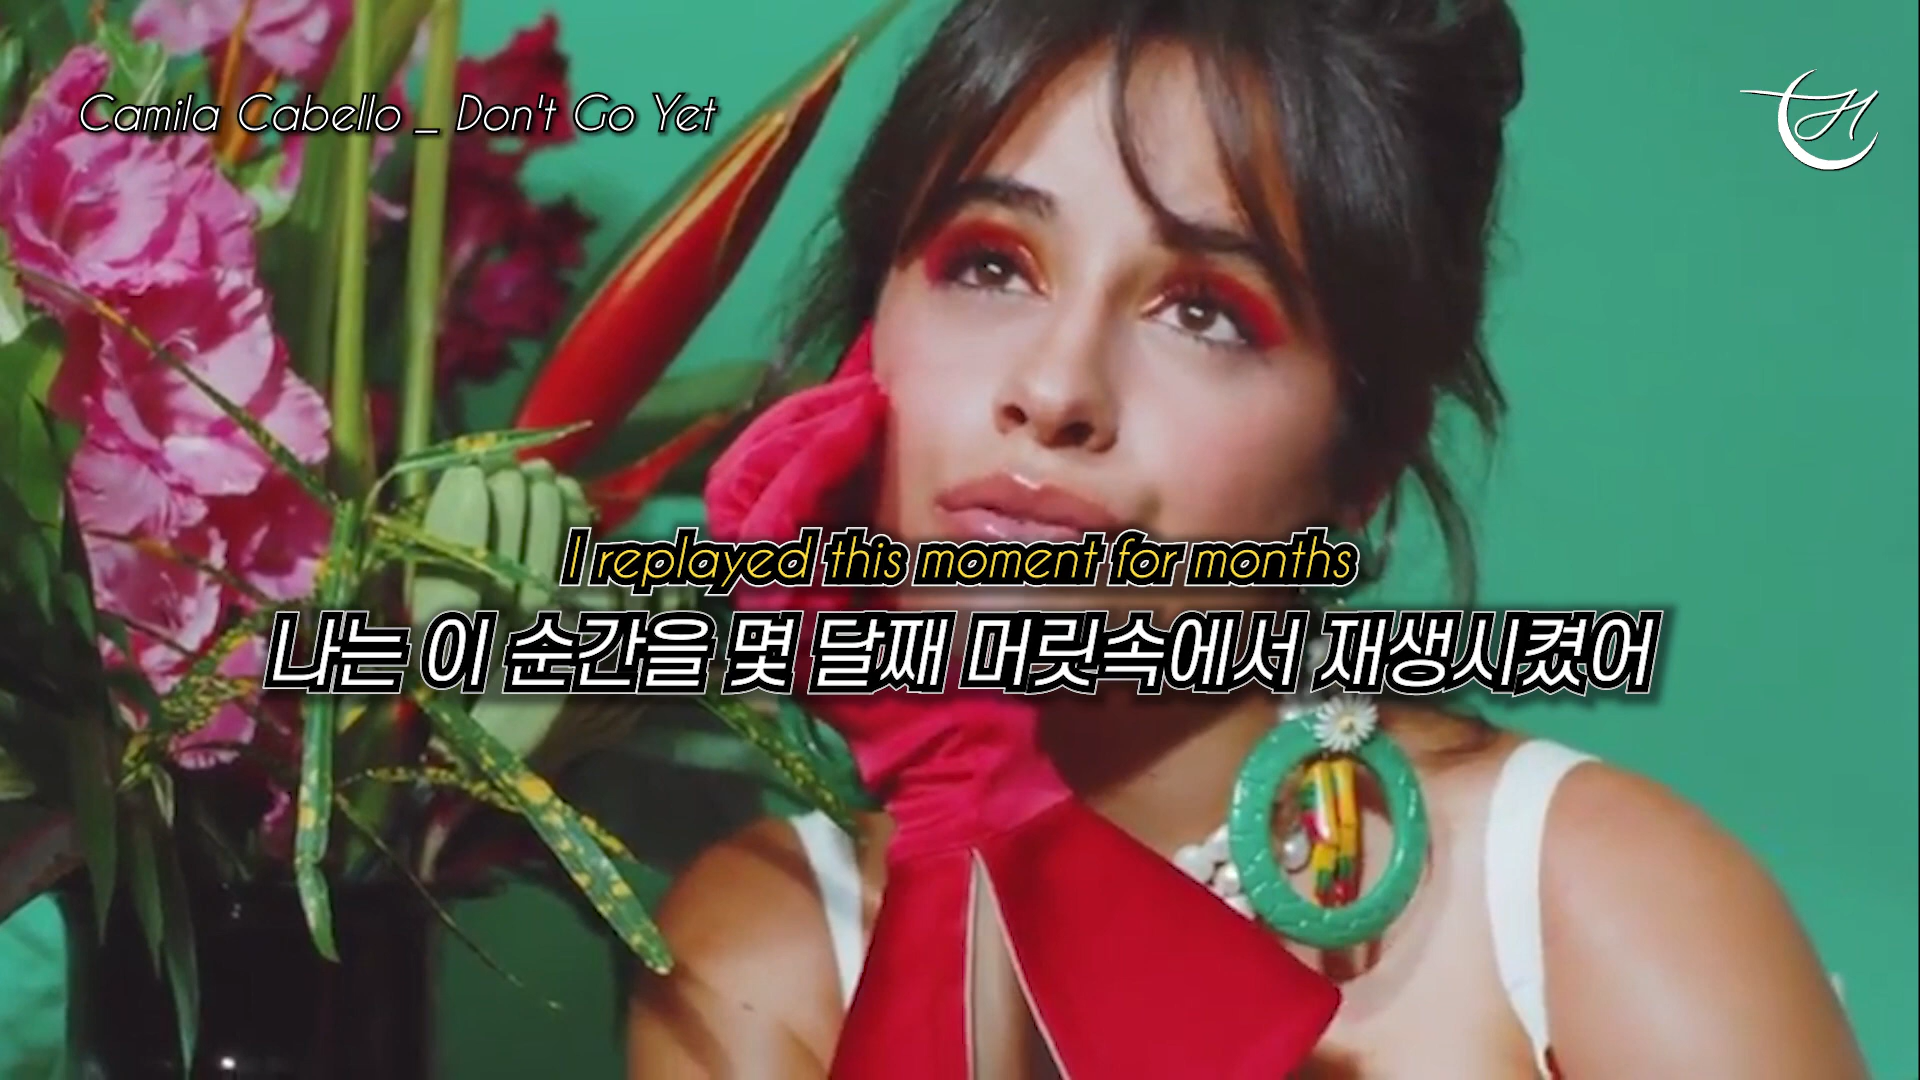 Camila Cabello _ Don't Go Yet
I replayed this moment for months
나는 이 순간을 몇 달째 머릿속에서 재생시켰어